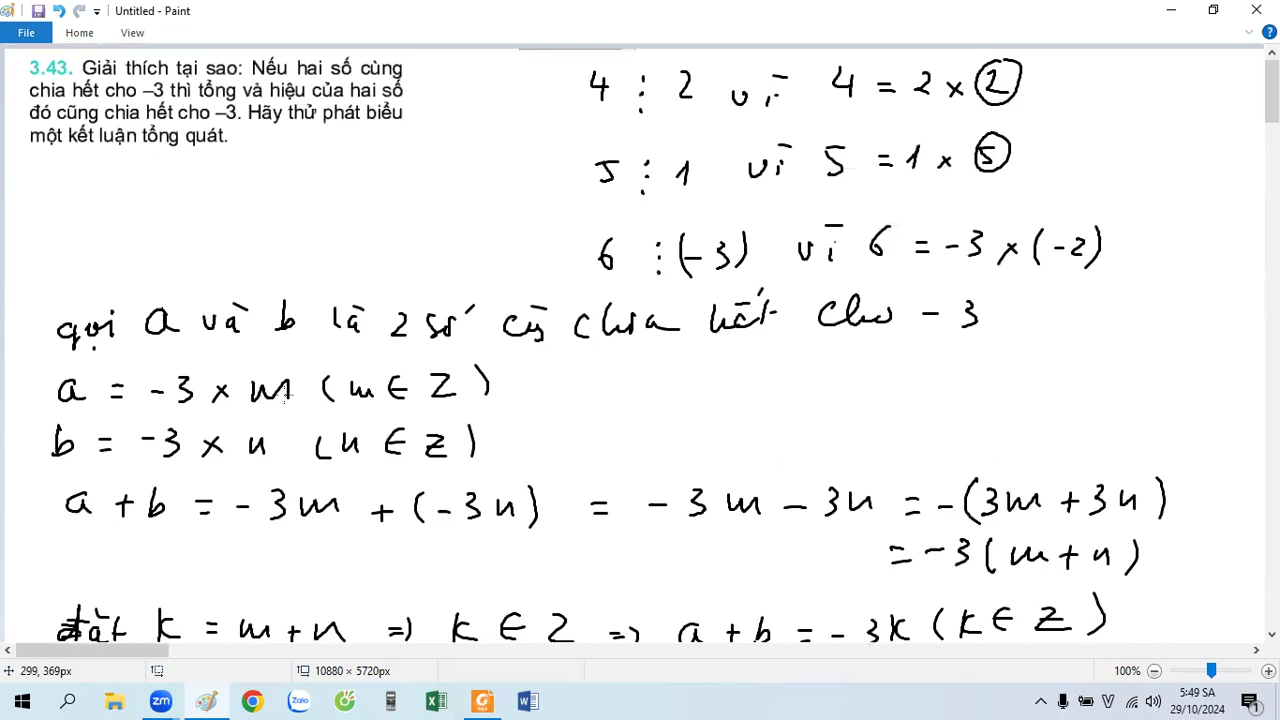 Untitled - Paint
File Home View
3.43. Giải thích tại sao: Nếu hai số cùng
chia hết cho –3 thì tổng và hiệu của hai số
đó cũng chia hết cho –3. Hãy thử phát biểu
một kết luận tổng quát.
4 ⋮ 2 vì 4 = 2 × 2
5 ⋮ 1 vì 5 = 1 × 5
6 ⋮ (-3) vì 6 = -3 × (-2)
gọi a và b là 2 số cùng chia hết cho -3
a = -3 × m (m ∈ Z)
b = -3 × n (n ∈ Z)
a + b = -3m + (-3n) = -3m - 3n = -(3m + 3n)
= -3(m + n)
đặt k = m + n => k ∈ Z => a + b = -3k (k ∈ Z)
299, 369px
10880 × 5720px
100%
5:49 SA
29/10/2024